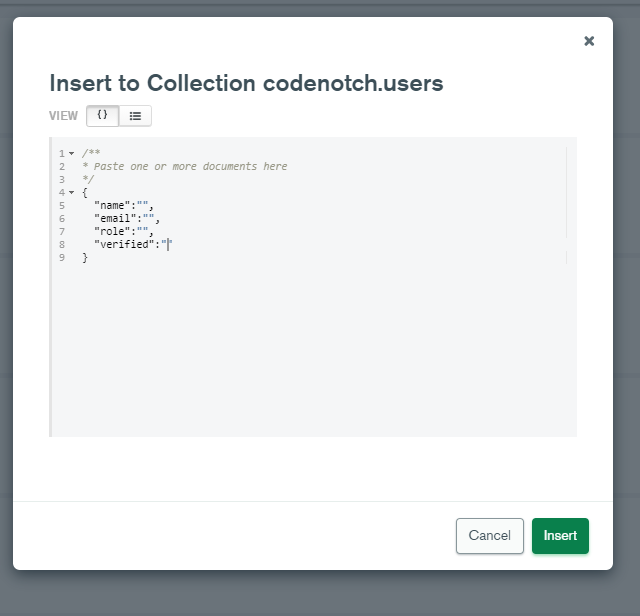 Insert to Collection codenotch.users
VIEW {}
1 /**
2 * Paste one or more documents here
3 */
4 {
5 "name":"",
6 "email":"",
7 "role":"",
8 "verified":""
9 }
Cancel Insert